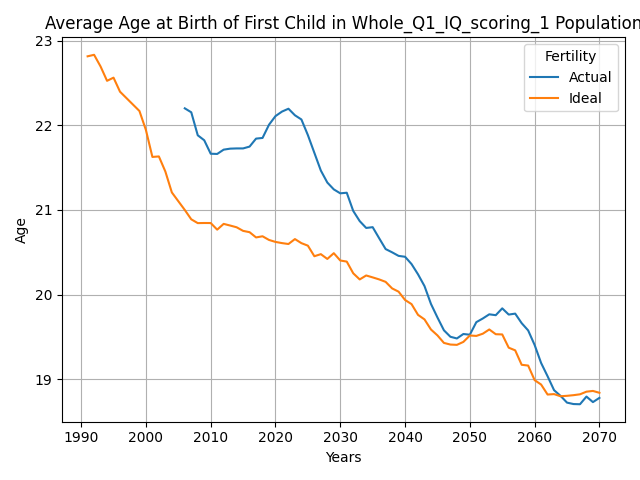 Average Age at Birth of First Child in Whole_Q1_IQ_scoring_1 Population
23
22
21
20
19
Age
Fertility
Actual
Ideal
1990 2000 2010 2020 2030 2040 2050 2060 2070
Years